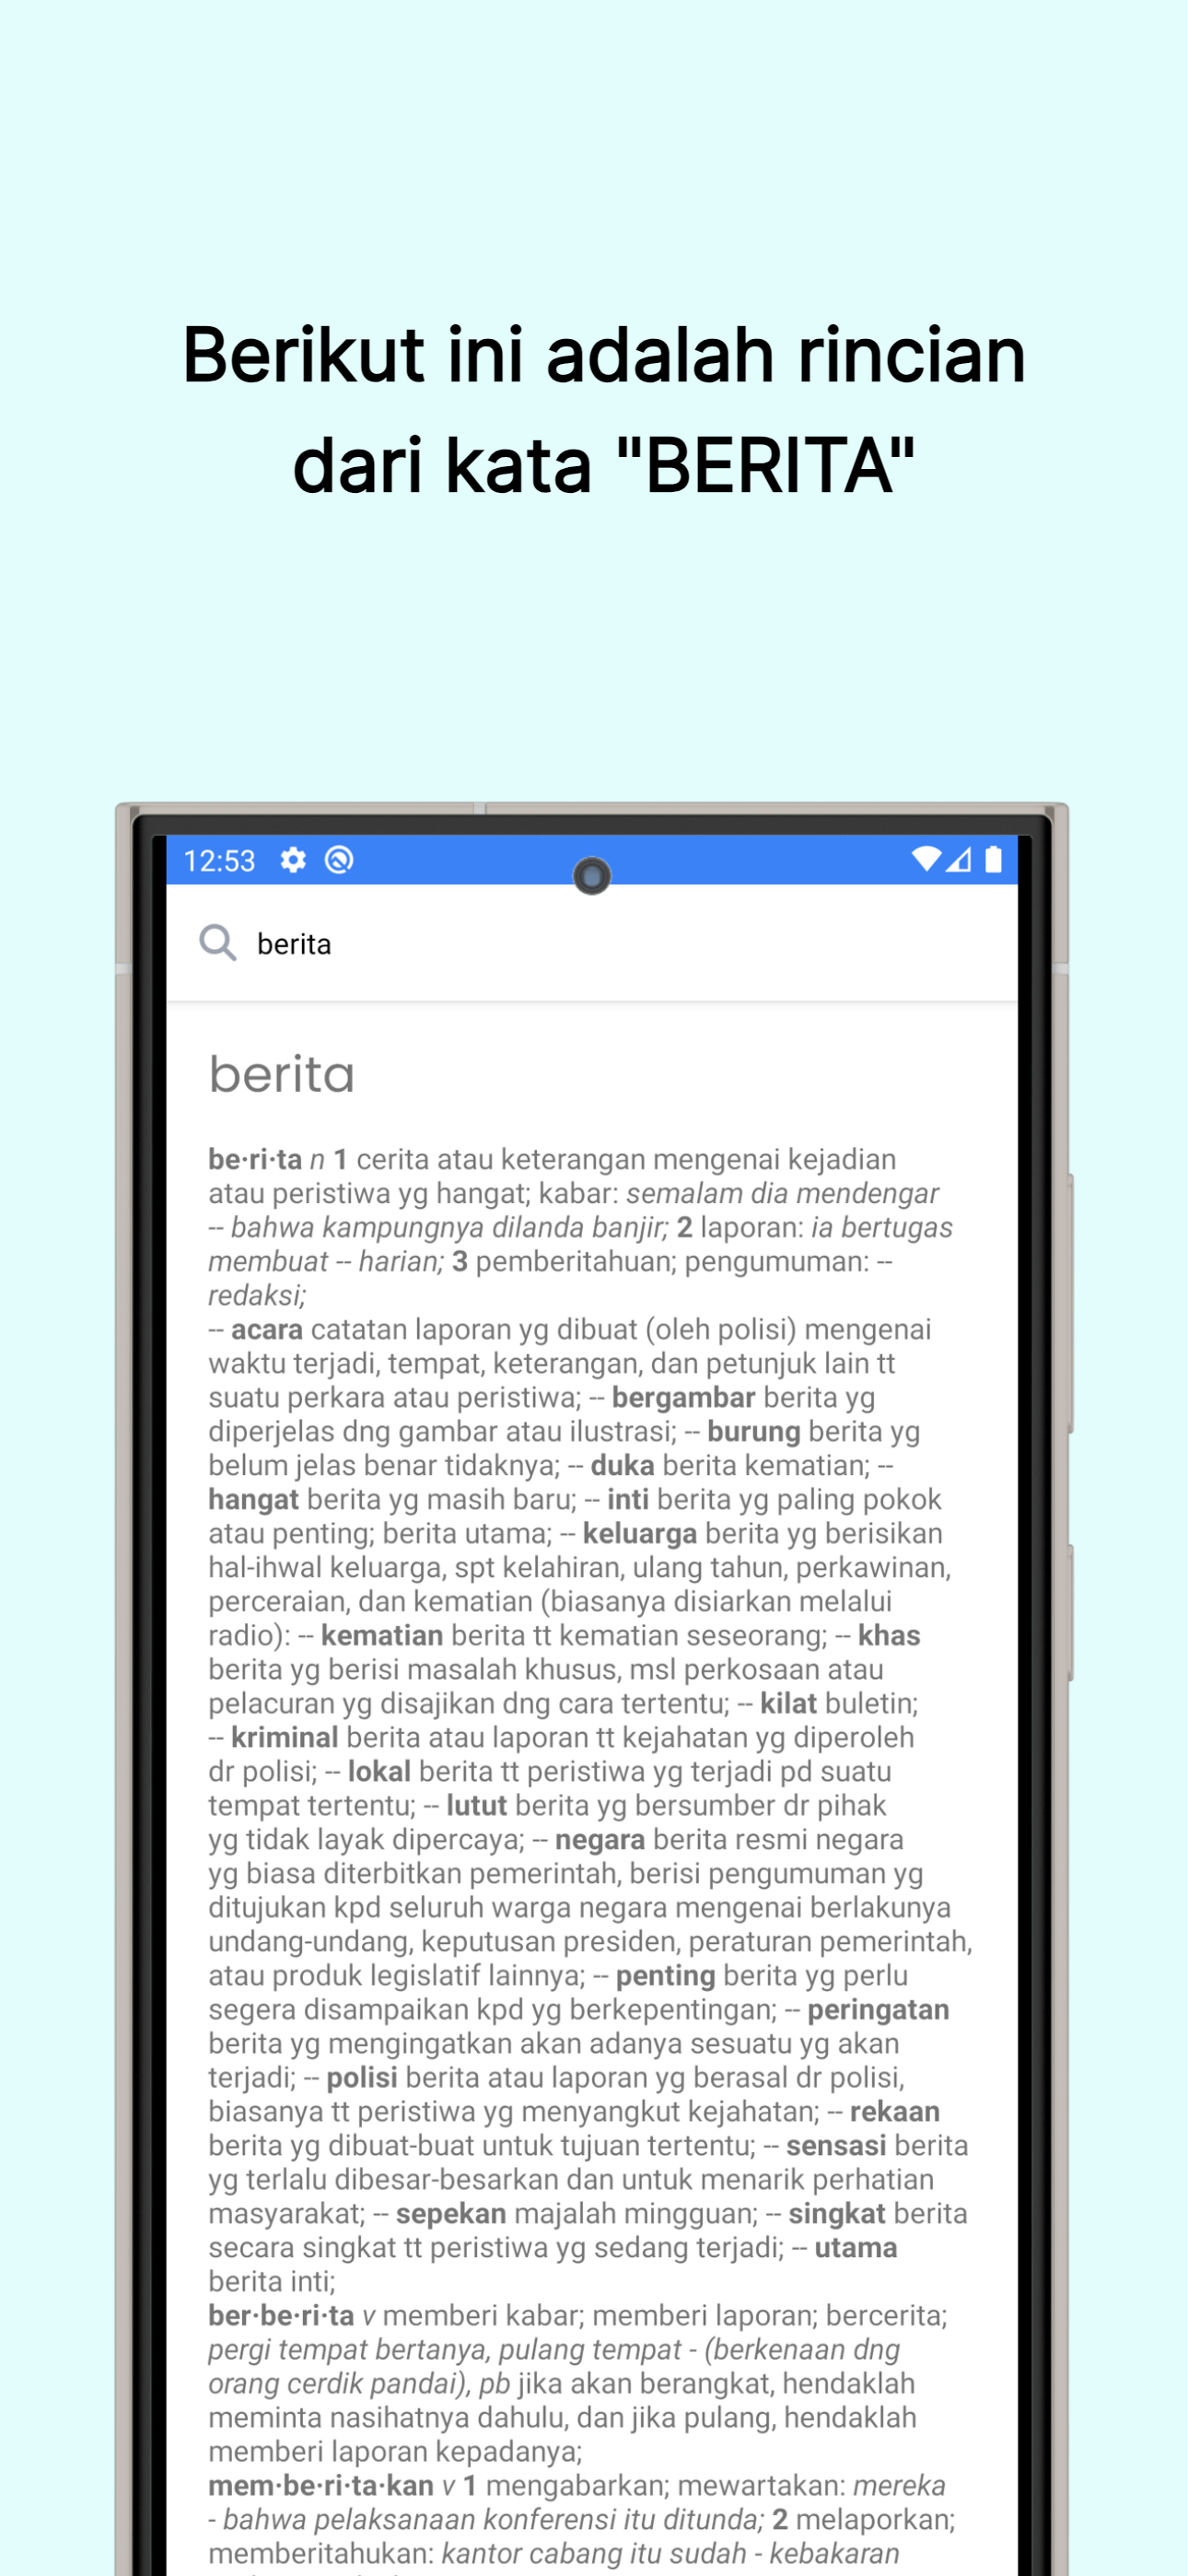 Berikut ini adalah rincian
dari kata "BERITA"
12:53
berita
berita
be·ri·ta n 1 cerita atau keterangan mengenai kejadian
atau peristiwa yg hangat; kabar: semalam dia mendengar
-- bahwa kampungnya dilanda banjir; 2 laporan: ia bertugas
membuat -- harian; 3 pemberitahuan; pengumuman: --
redaksi;
-- acara catatan laporan yg dibuat (oleh polisi) mengenai
waktu terjadi, tempat, keterangan, dan petunjuk lain tt
suatu perkara atau peristiwa; -- bergambar berita yg
diperjelas dng gambar atau ilustrasi; -- burung berita yg
belum jelas benar tidaknya; -- duka berita kematian; --
hangat berita yg masih baru; -- inti berita yg paling pokok
atau penting; berita utama; -- keluarga berita yg berisikan
hal-ihwal keluarga, spt kelahiran, ulang tahun, perkawinan,
perceraian, dan kematian (biasanya disiarkan melalui
radio): -- kematian berita tt kematian seseorang; -- khas
berita yg berisi masalah khusus, msl perkosaan atau
pelacuran yg disajikan dng cara tertentu; -- kilat buletin;
-- kriminal berita atau laporan tt kejahatan yg diperoleh
dr polisi; -- lokal berita tt peristiwa yg terjadi pd suatu
tempat tertentu; -- lutut berita yg bersumber dr pihak
yg tidak layak dipercaya; -- negara berita resmi negara
yg biasa diterbitkan pemerintah, berisi pengumuman yg
ditujukan kpd seluruh warga negara mengenai berlakunya
undang-undang, keputusan presiden, peraturan pemerintah,
atau produk legislatif lainnya; -- penting berita yg perlu
segera disampaikan kpd yg berkepentingan; -- peringatan
berita yg mengingatkan akan adanya sesuatu yg akan
terjadi; -- polisi berita atau laporan yg berasal dr polisi,
biasanya tt peristiwa yg menyangkut kejahatan; -- rekaan
berita yg dibuat-buat untuk tujuan tertentu; -- sensasi berita
yg terlalu dibesar-besarkan dan untuk menarik perhatian
masyarakat; -- sepekan majalah mingguan; -- singkat berita
secara singkat tt peristiwa yg sedang terjadi; -- utama
berita inti;
ber·be·ri·ta v memberi kabar; memberi laporan; bercerita;
pergi tempat bertanya, pulang tempat - (berkenaan dng
orang cerdik pandai), pb jika akan berangkat, hendaklah
meminta nasihatnya dahulu, dan jika pulang, hendaklah
memberi laporan kepadanya;
mem·be·ri·ta·kan v 1 mengabarkan; mewartakan: mereka
- bahwa pelaksanaan konferensi itu ditunda; 2 melaporkan;
memberitahukan: kantor cabang itu sudah - kebakaran